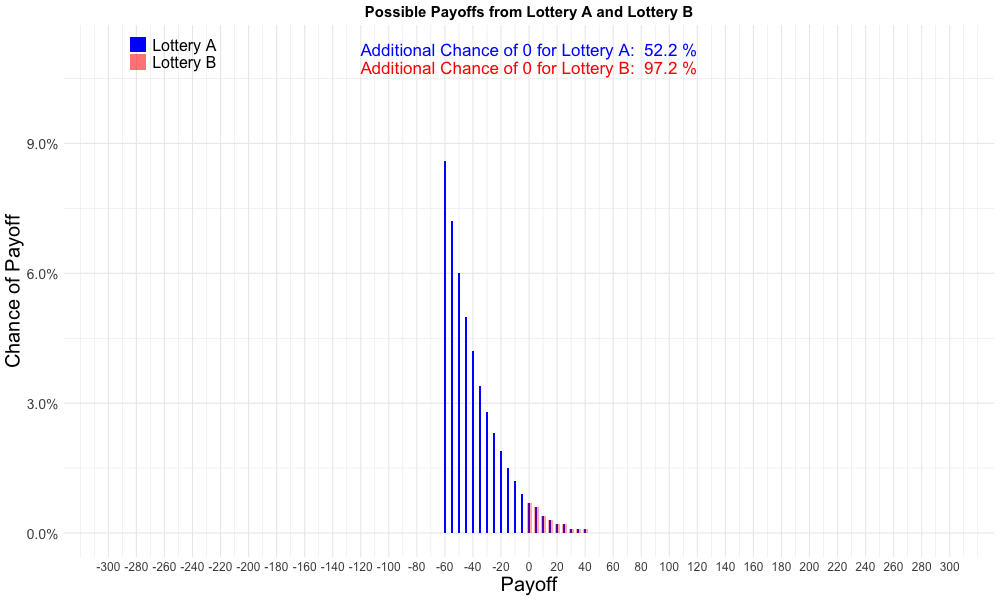 Possible Payoffs from Lottery A and Lottery B
Lottery A
Lottery B
Additional Chance of 0 for Lottery A: 52.2 %
Additional Chance of 0 for Lottery B: 97.2 %
Chance of Payoff
9.0%
6.0%
3.0%
0.0%
-300 -280 -260 -240 -220 -200 -180 -160 -140 -120 -100 -80 -60 -40 -20 0 20 40 60 80 100 120 140 160 180 200 220 240 260 280 300
Payoff